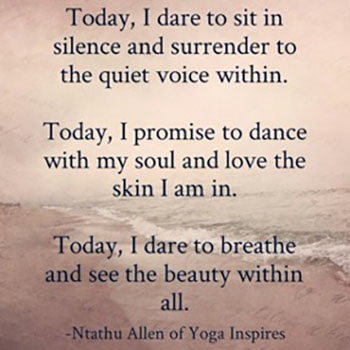 Today, I dare to sit in
silence and surrender to
the quiet voice within.
Today, I promise to dance
with my soul and love the
skin I am in.
Today, I dare to breathe
and see the beauty within
all.
-Ntathu Allen of Yoga Inspires